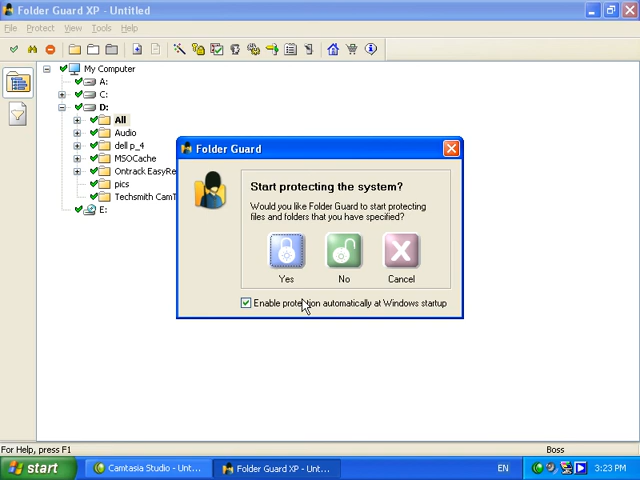 Folder Guard XP - Untitled
File Protect View Tools Help
My Computer
A:
C:
D:
All
Audio
dell p_4
MSOCache
Ontrack EasyRe
pics
Techsmith CamT
E:
Folder Guard
Start protecting the system?
Would you like Folder Guard to start protecting
files and folders that you have specified?
Yes No Cancel
Enable protection automatically at Windows startup
For Help, press F1 Boss
start Camtasia Studio - Unt... Folder Guard XP - Unt... EN 3:23 PM